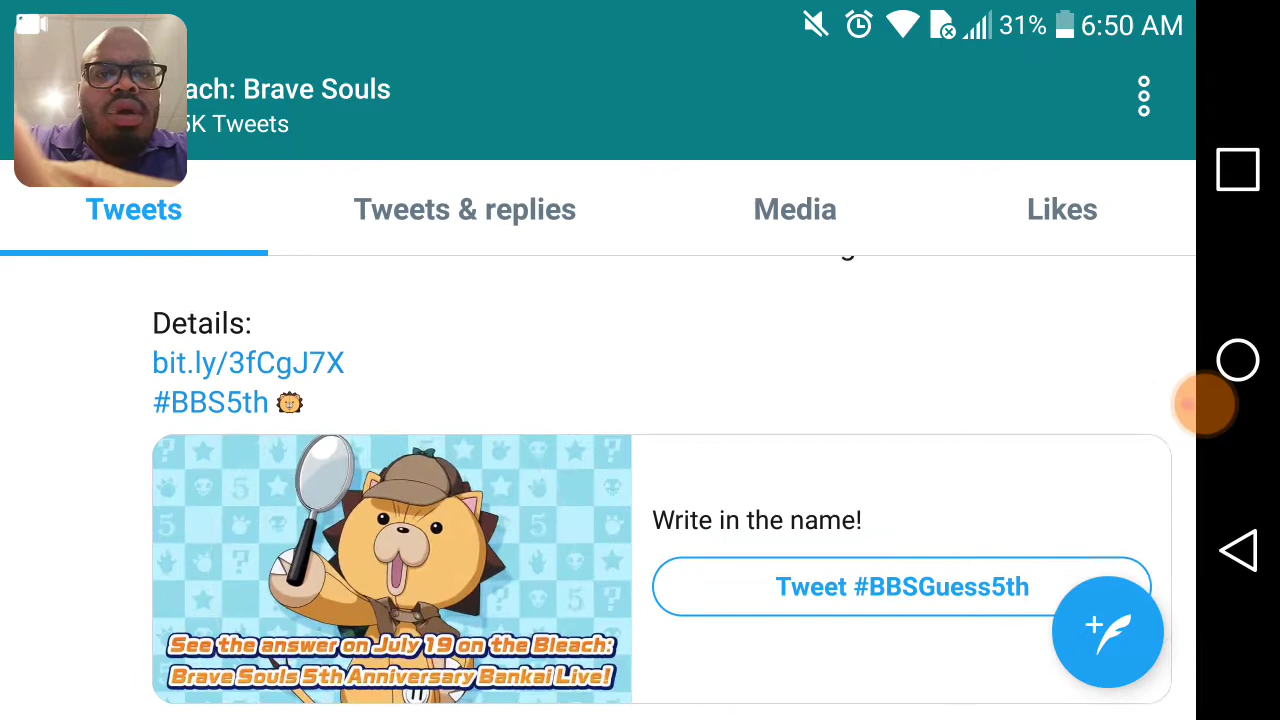 31% 6:50 AM
ach: Brave Souls
5K Tweets
Tweets Tweets & replies Media Likes
Details:
bit.ly/3fCgJ7X
#BBS5th
Write in the name!
Tweet #BBSGuess5th
See the answer on July 19 on the Bleach:
Brave Souls 5th Anniversary Bankai Live!